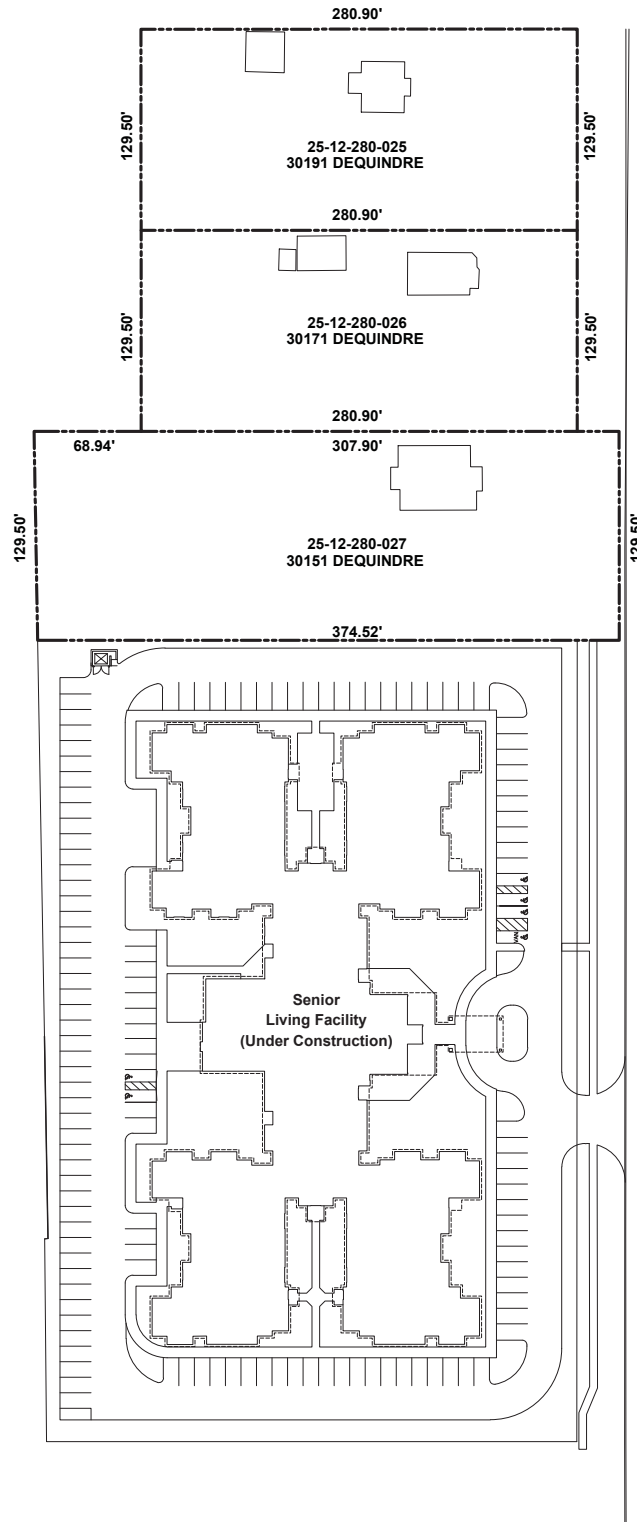 280.90'
129.50'
129.50'
25-12-280-025
30191 DEQUINDRE
280.90'
129.50'
129.50'
25-12-280-026
30171 DEQUINDRE
280.90'
68.94'
307.90'
129.50'
129.50'
25-12-280-027
30151 DEQUINDRE
374.52'
VAN
Senior
Living Facility
(Under Construction)